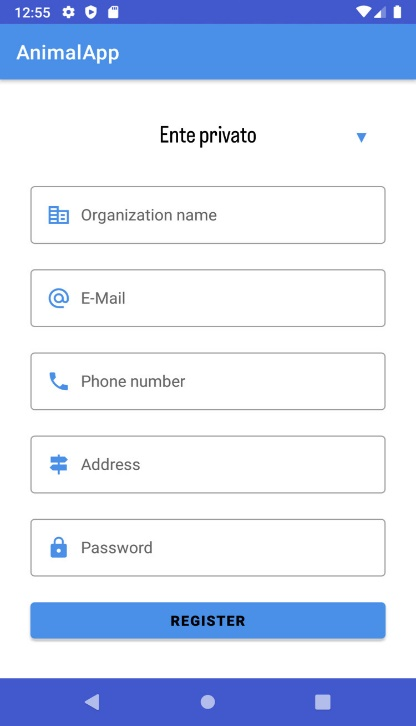 12:55
AnimalApp
Ente privato
Organization name
E-Mail
Phone number
Address
Password
REGISTER